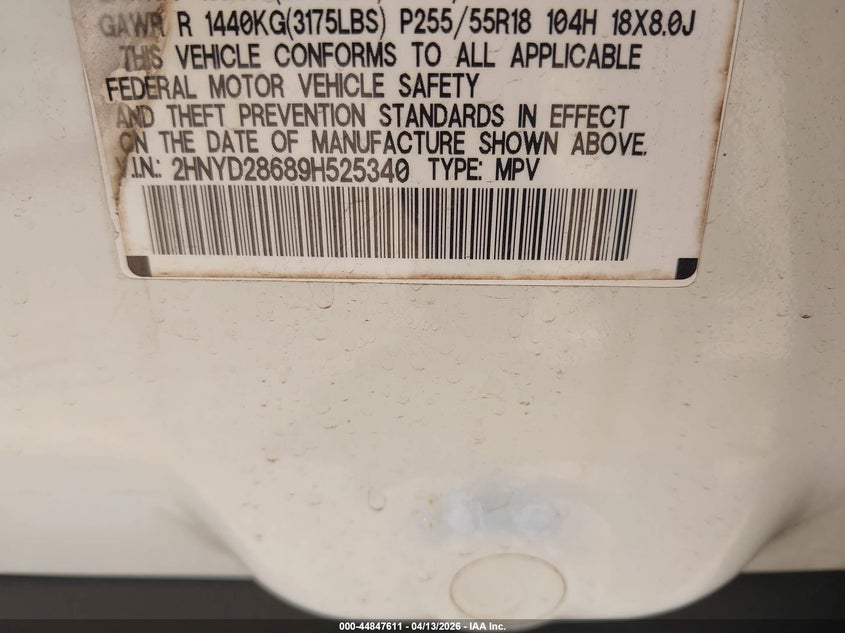 GAWR R 1440KG(3175LBS) P255/55R18 104H 18X8.0J
THIS VEHICLE CONFORMS TO ALL APPLICABLE
FEDERAL MOTOR VEHICLE SAFETY
AND THEFT PREVENTION STANDARDS IN EFFECT
ON THE DATE OF MANUFACTURE SHOWN ABOVE.
V.I.N.: 2HNYD28689H525340 TYPE: MPV
000-44847611 - 04/13/2026 - IAA Inc.